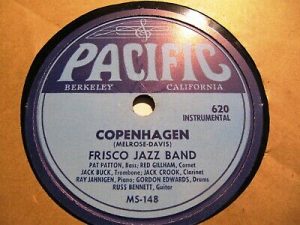 PACIFIC
BERKELEY CALIFORNIA
620
INSTRUMENTAL
COPENHAGEN
(MELROSE-DAVIS)
FRISCO JAZZ BAND
PAT PATTON, Bass; RED GILLHAM, Cornet
JACK BUCK, Trombone; JACK CROOK, Clarinet
RAY JAHNIGEN, Piano; GORDON EDWARDS, Drums
RUSS BENNETT, Guitar
MS-148